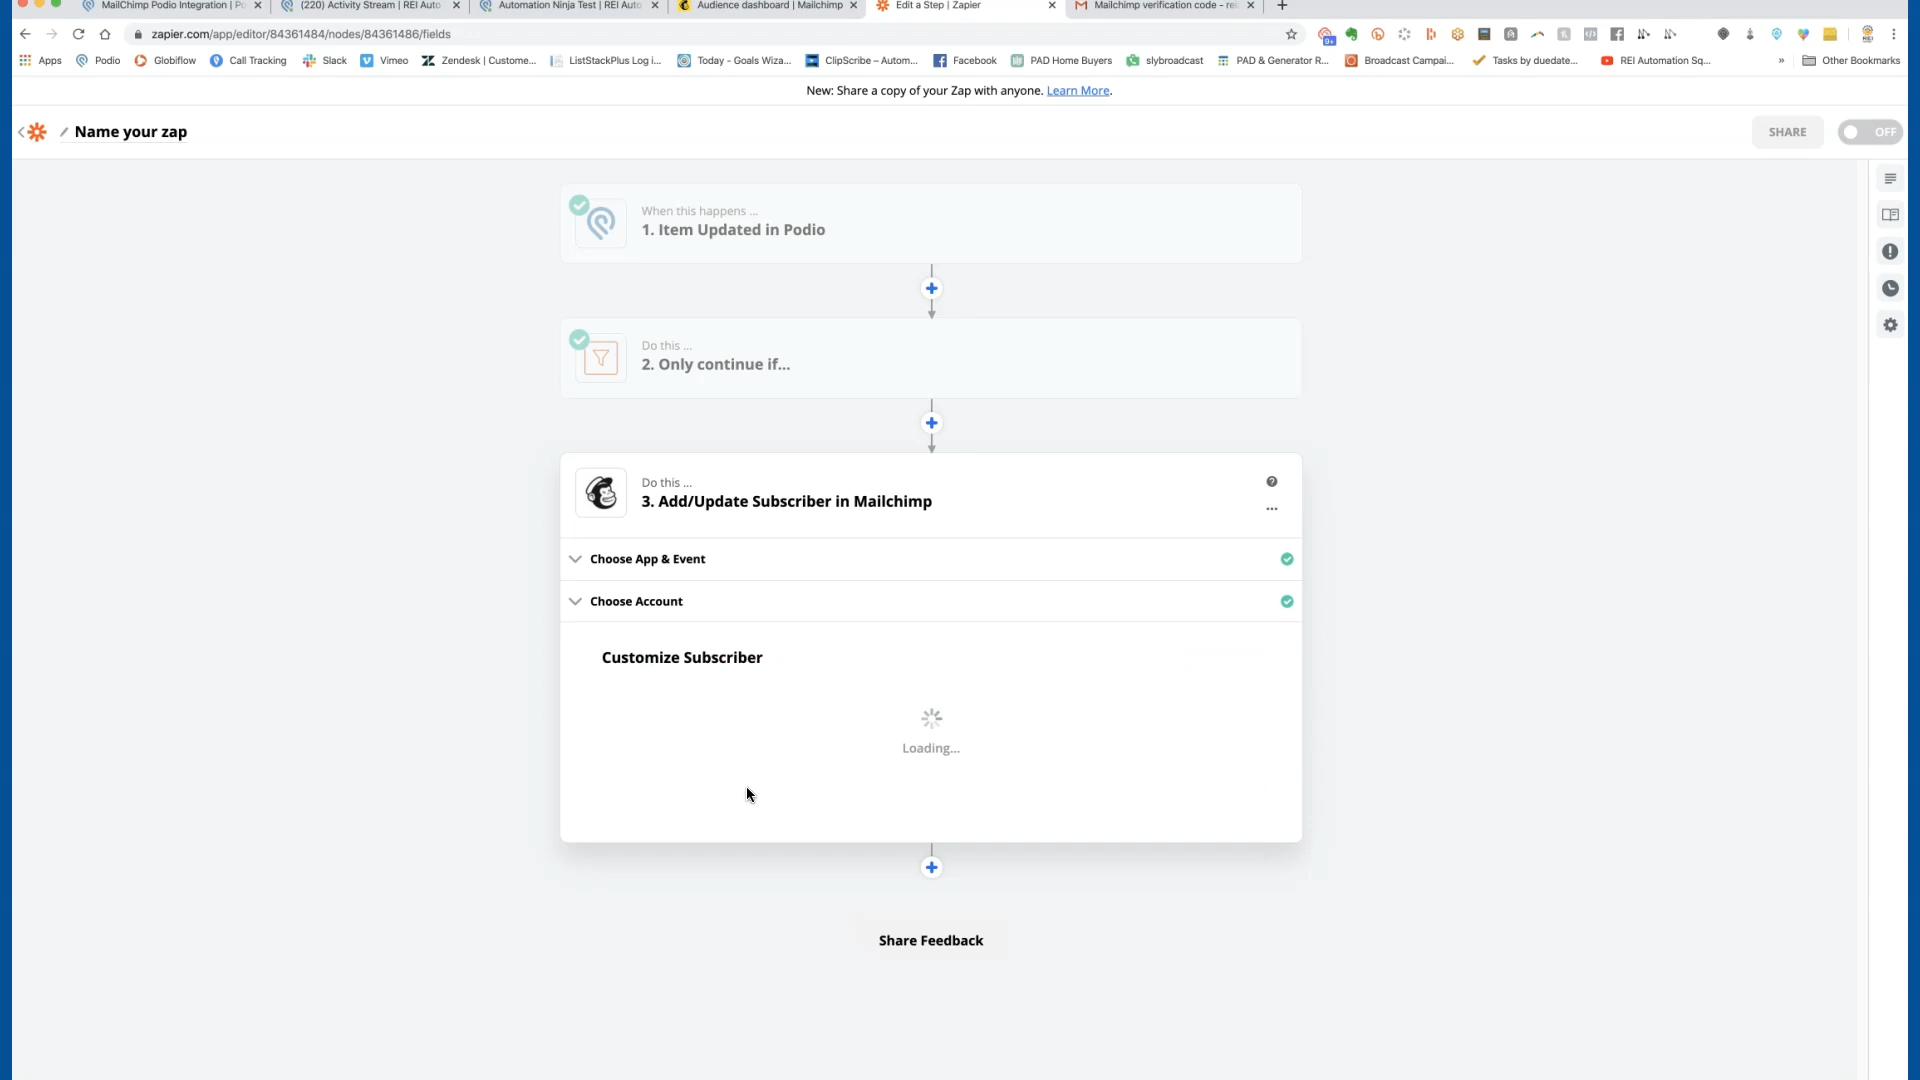 MailChimp Podio Integration | Po
(220) Activity Stream | REI Auto
Automation Ninja Test | REI Auto
Audience dashboard | Mailchimp
Edit a Step | Zapier
Mailchimp verification code - rei
zapier.com/app/editor/84361484/nodes/84361486/fields
9+
Apps
Podio
Globiflow
Call Tracking
Slack
Vimeo
Zendesk | Custome...
ListStackPlus Log i...
Today - Goals Wiza...
ClipScribe – Autom...
Facebook
PAD Home Buyers
slybroadcast
PAD & Generator R...
Broadcast Campai...
Tasks by duedate...
REI Automation Sq...
»
Other Bookmarks
New: Share a copy of your Zap with anyone. Learn More.
Name your zap
SHARE
OFF
When this happens ...
1. Item Updated in Podio
Do this ...
2. Only continue if...
Do this ...
3. Add/Update Subscriber in Mailchimp
Choose App & Event
Choose Account
Customize Subscriber
Loading...
Share Feedback